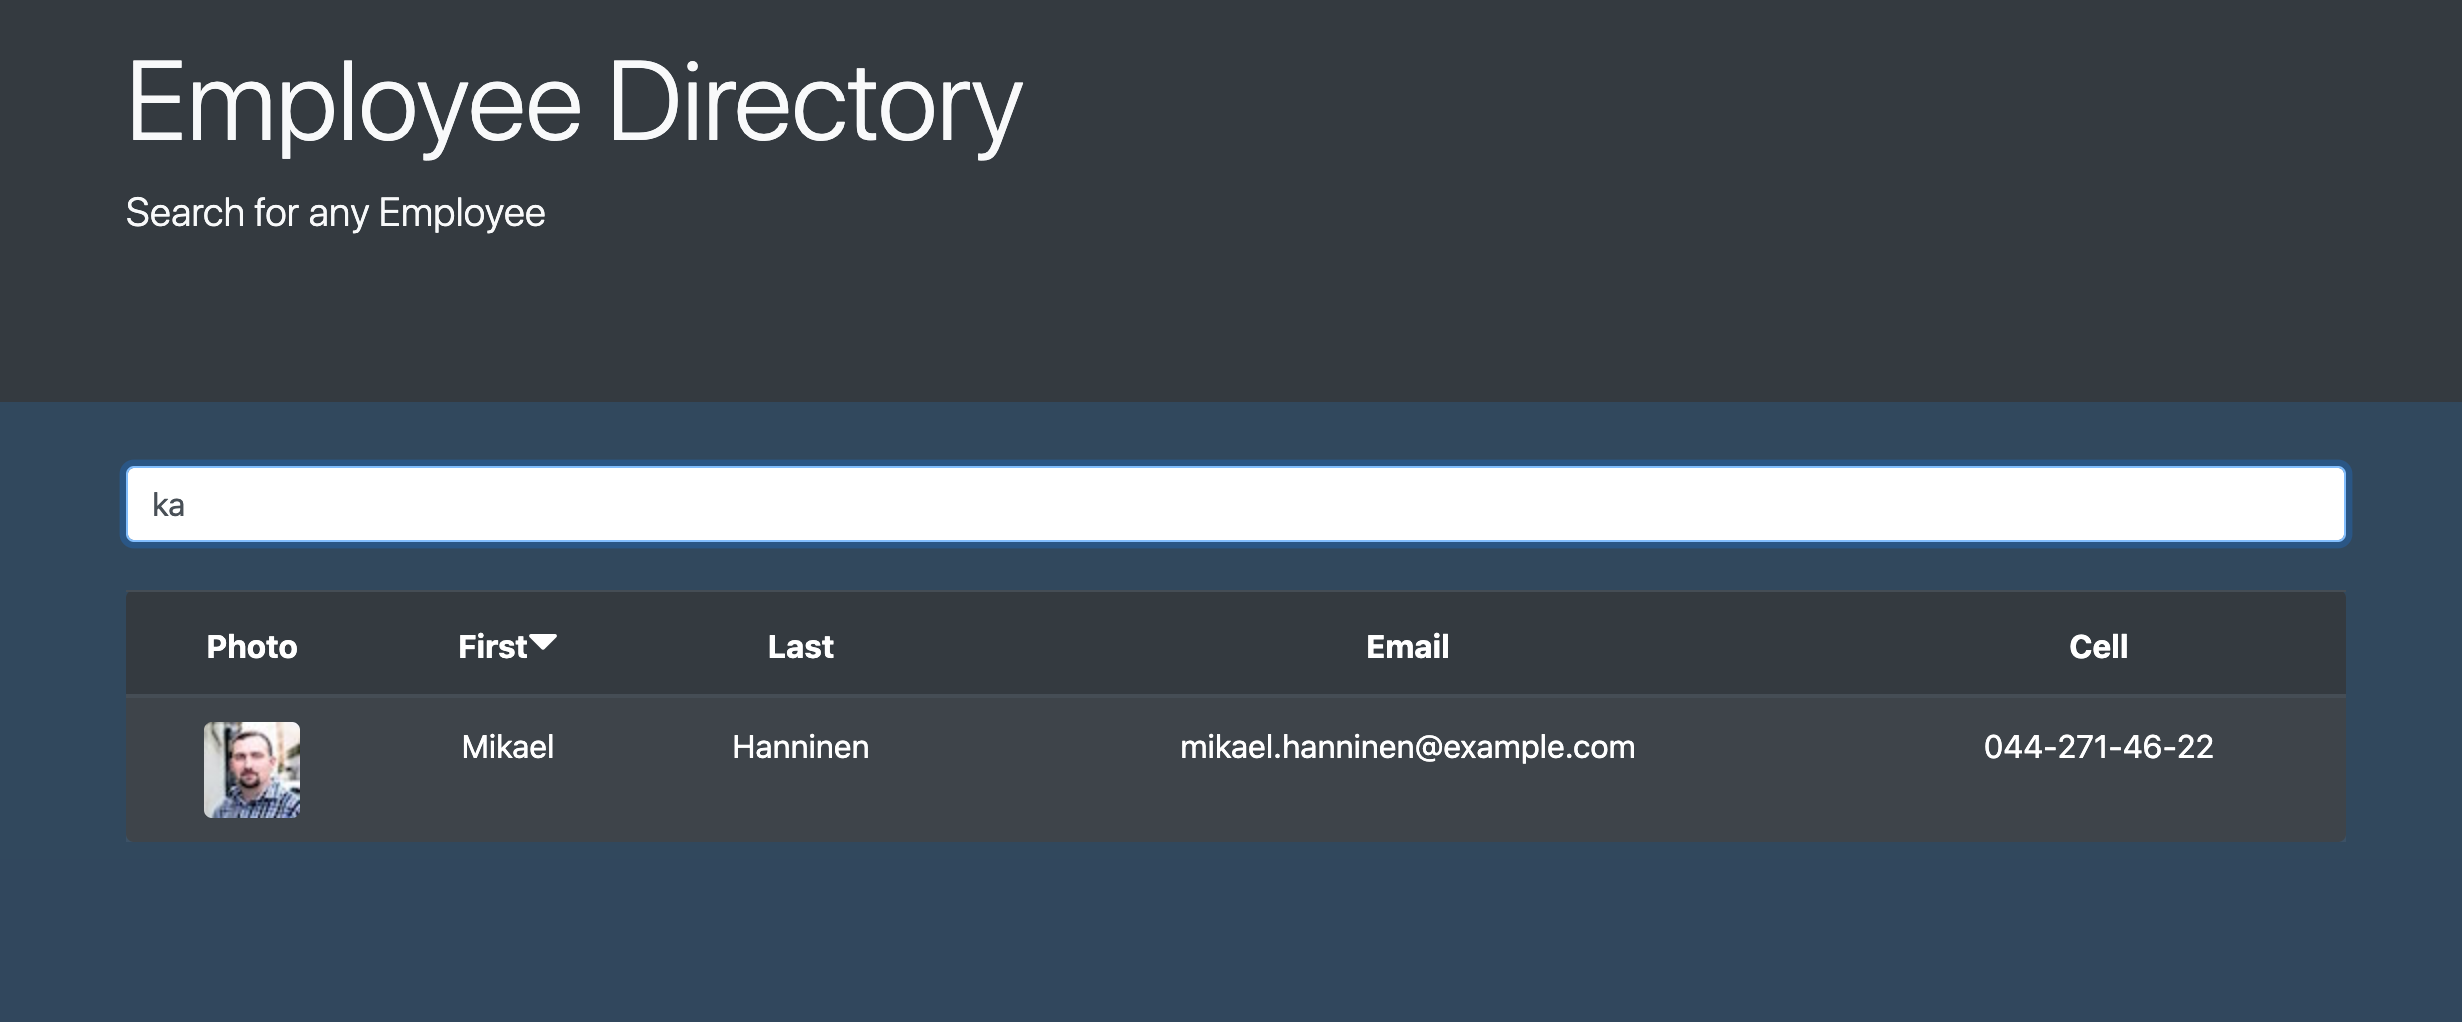 Employee Directory
Search for any Employee
ka
Photo First Last Email Cell
Mikael Hanninen mikael.hanninen@example.com 044-271-46-22